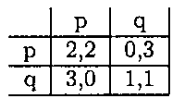 p q
p 2,2 0,3
q 3,0 1,1